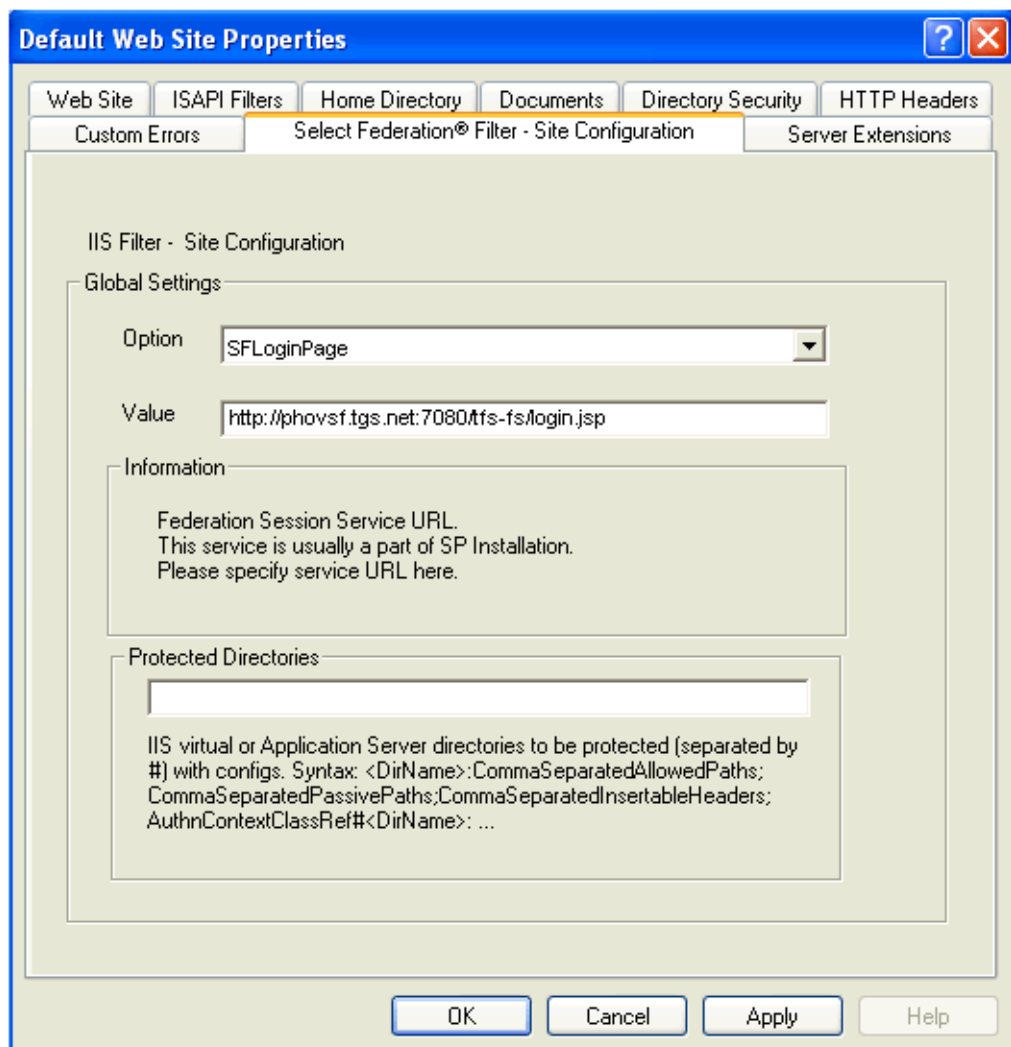 Default Web Site Properties
?
Web Site ISAPI Filters Home Directory Documents Directory Security HTTP Headers
Custom Errors Select Federation® Filter - Site Configuration Server Extensions
IIS Filter - Site Configuration
Global Settings
Option SFLoginPage
Value http://phovsf.tgs.net:7080/tfs-fs/login.jsp
Information
Federation Session Service URL.
This service is usually a part of SP Installation.
Please specify service URL here.
Protected Directories
IIS virtual or Application Server directories to be protected (separated by
#) with configs. Syntax: <DirName>:CommaSeparatedAllowedPaths;
CommaSeparatedPassivePaths;CommaSeparatedInsertableHeaders;
AuthnContextClassRef#<DirName>: ...
OK Cancel Apply Help